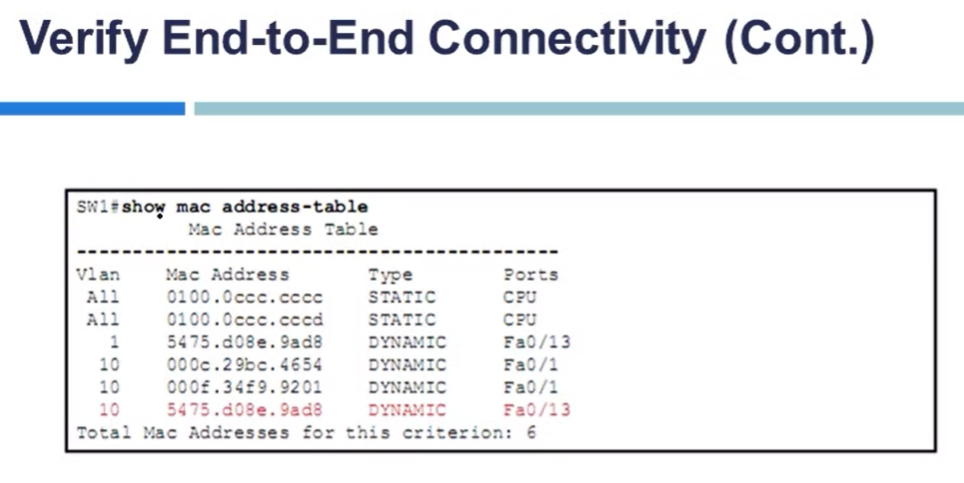 Verify End-to-End Connectivity (Cont.)
SW1#show mac address-table
Mac Address Table
-------------------------------------------
Vlan Mac Address Type Ports
All 0100.0ccc.cccc STATIC CPU
All 0100.0ccc.cccd STATIC CPU
1 5475.d08e.9ad8 DYNAMIC Fa0/13
10 000c.29bc.4654 DYNAMIC Fa0/1
10 000f.34f9.9201 DYNAMIC Fa0/1
10 5475.d08e.9ad8 DYNAMIC Fa0/13
Total Mac Addresses for this criterion: 6